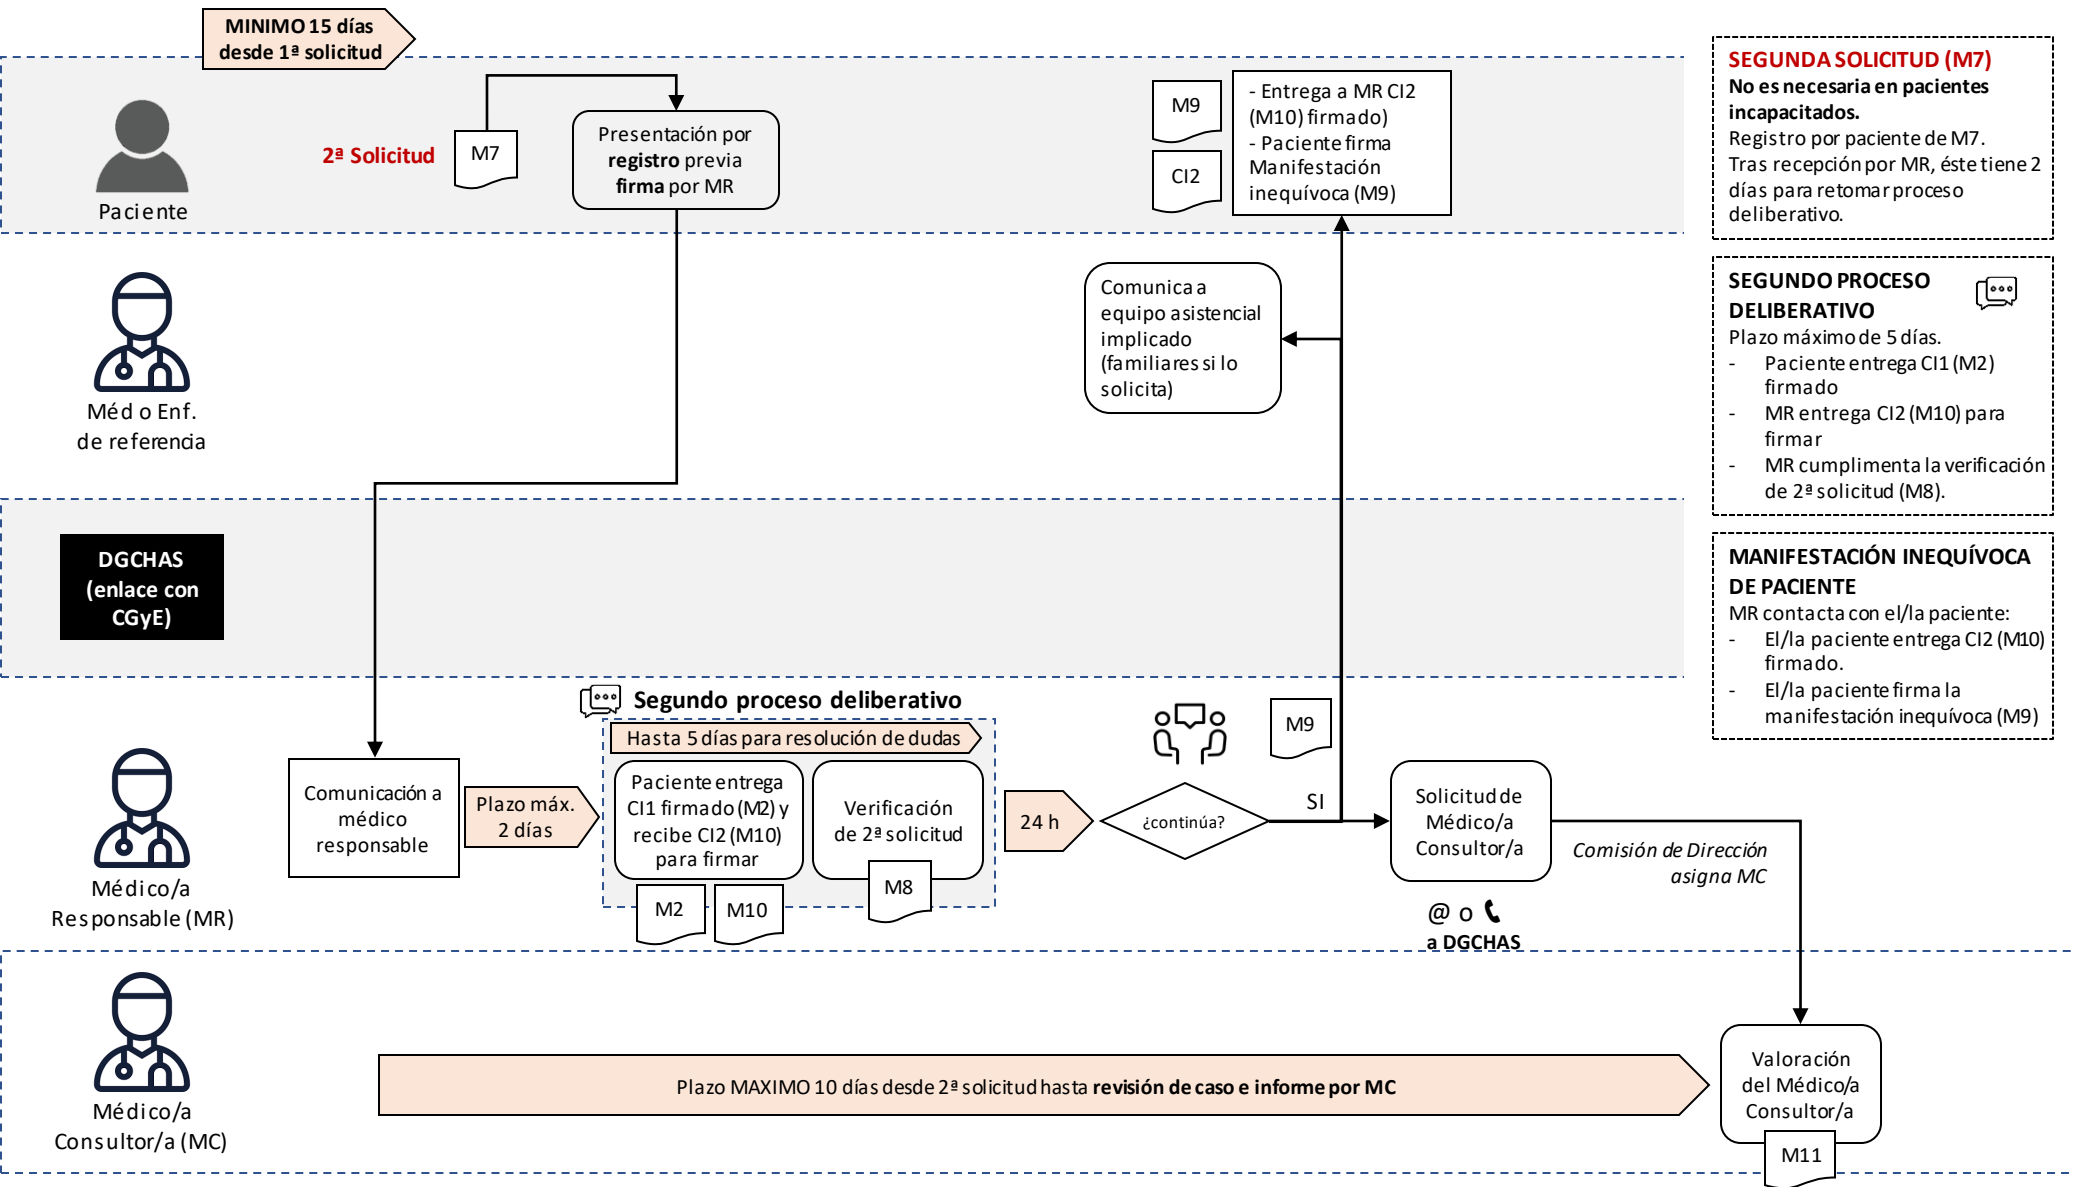 MINIMO 15 días
desde 1ª solicitud
Paciente
2ª Solicitud
M7
Presentación por
registro previa
firma por MR
M9
CI2
- Entrega a MR CI2
(M10) firmado)
- Paciente firma
Manifestación
inequívoca (M9)
SEGUNDA SOLICITUD (M7)
No es necesaria en pacientes
incapacitados.
Registro por paciente de M7.
Tras recepción por MR, éste tiene 2
días para retomar proceso
deliberativo.
Méd o Enf.
de referencia
Comunica a
equipo asistencial
implicado
(familiares si lo
solicita)
SEGUNDO PROCESO
DELIBERATIVO
Plazo máximo de 5 días.
- Paciente entrega CI1 (M2)
firmado
- MR entrega CI2 (M10) para
firmar
- MR cumplimenta la verificación
de 2ª solicitud (M8).
DGCHAS
(enlace con
CGyE)
MANIFESTACIÓN INEQUÍVOCA
DE PACIENTE
MR contacta con el/la paciente:
- El/la paciente entrega CI2 (M10)
firmado.
- El/la paciente firma la
manifestación inequívoca (M9)
Médico/a
Responsable (MR)
Comunicación a
médico
responsable
Plazo máx.
2 días
Segundo proceso deliberativo
Hasta 5 días para resolución de dudas
Paciente entrega
CI1 firmado (M2) y
recibe CI2 (M10)
para firmar
M2
M10
Verificación
de 2ª solicitud
M8
24 h
¿continúa?
M9
SI
Solicitud de
Médico/a
Consultor/a
@ o
a DGCHAS
Comisión de Dirección
asigna MC
Médico/a
Consultor/a (MC)
Plazo MAXIMO 10 días desde 2ª solicitud hasta revisión de caso e informe por MC
Valoración
del Médico/a
Consultor/a
M11